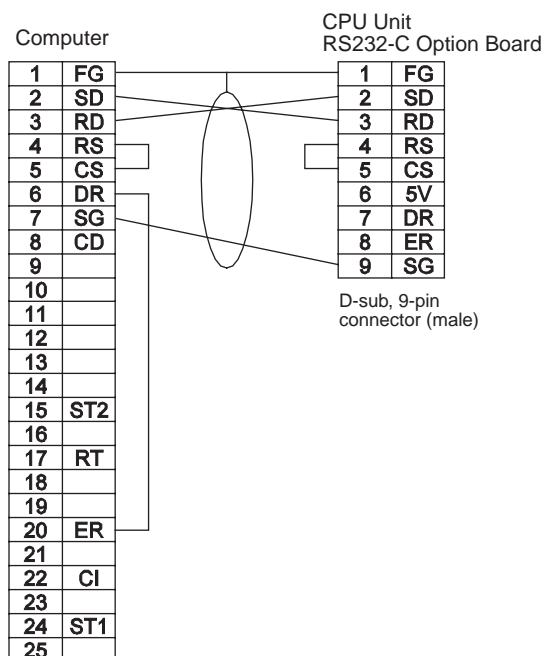 Computer
CPU Unit
RS232-C Option Board
1 FG
2 SD
3 RD
4 RS
5 CS
6 DR
7 SG
8 CD
9
10
11
12
13
14
15 ST2
16
17 RT
18
19
20 ER
21
22 CI
23
24 ST1
25
1 FG
2 SD
3 RD
4 RS
5 CS
6 5V
7 DR
8 ER
9 SG
D-sub, 9-pin
connector (male)